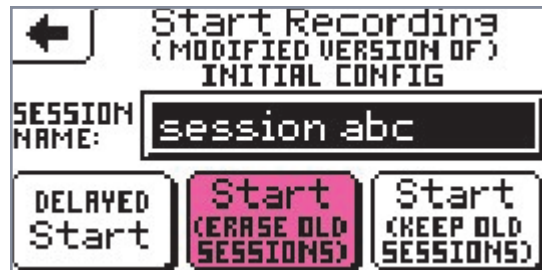 Start Recording
(MODIFIED VERSION OF)
INITIAL CONFIG
SESSION
NAME:
session abc
DELAYED
Start
Start
(ERASE OLD
SESSIONS)
Start
(KEEP OLD
SESSIONS)